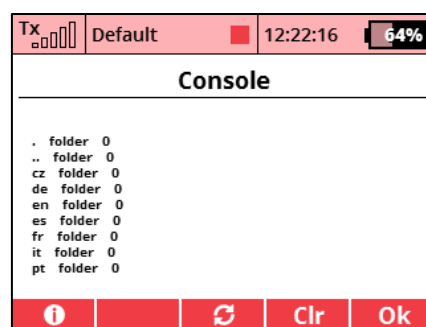 Tx Default 12:22:16 64%
Console
. folder 0
.. folder 0
cz folder 0
de folder 0
en folder 0
es folder 0
fr folder 0
it folder 0
pt folder 0
Clr Ok